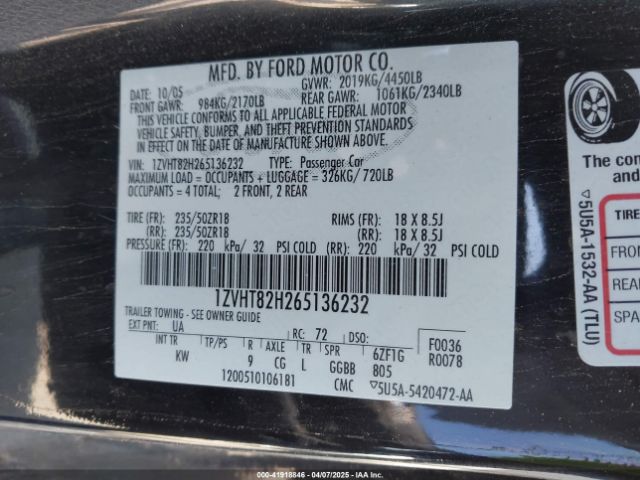 MFD. BY FORD MOTOR CO.
DATE: 10/05 GVWR: 2019KG/4450LB
FRONT GAWR: 984KG/2170LB REAR GAWR: 1061KG/2340LB
THIS VEHICLE CONFORMS TO ALL APPLICABLE FEDERAL MOTOR
VEHICLE SAFETY, BUMPER, AND THEFT PREVENTION STANDARDS
IN EFFECT ON THE DATE OF MANUFACTURE SHOWN ABOVE.
VIN: 1ZVHT82H265136232 TYPE: Passenger Car
MAXIMUM LOAD = OCCUPANTS + LUGGAGE = 326KG/720LB
OCCUPANTS = 4 TOTAL; 2 FRONT, 2 REAR
TIRE (FR): 235/50ZR18 RIMS (FR): 18 X 8.5J
(RR): 235/50ZR18 (RR): 18 X 8.5J
PRESSURE (FR): 220 kPa/ 32 PSI COLD (RR): 220 kPa/ 32 PSI COLD
1ZVHT82H265136232
TRAILER TOWING - SEE OWNER GUIDE
EXT PNT: UA RC: 72 DSO: F0036
INT TR TP/PS R AXLE TR SPR 6ZF1G R0078
KW 9 CG L GGBB 805
1200510106181 CMC ▽5U5A-5420472-AA
The con
and
▽5U5A-1532-AA (TLU)
TIRE
FRON
REAR
SPA
000-41918846 - 04/07/2025 - IAAI.com